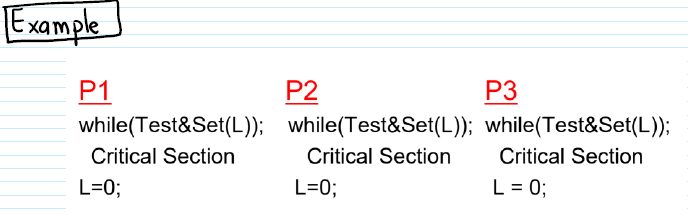 Example
P1 P2 P3
while(Test&Set(L)); while(Test&Set(L)); while(Test&Set(L));
Critical Section Critical Section Critical Section
L=0; L=0; L = 0;